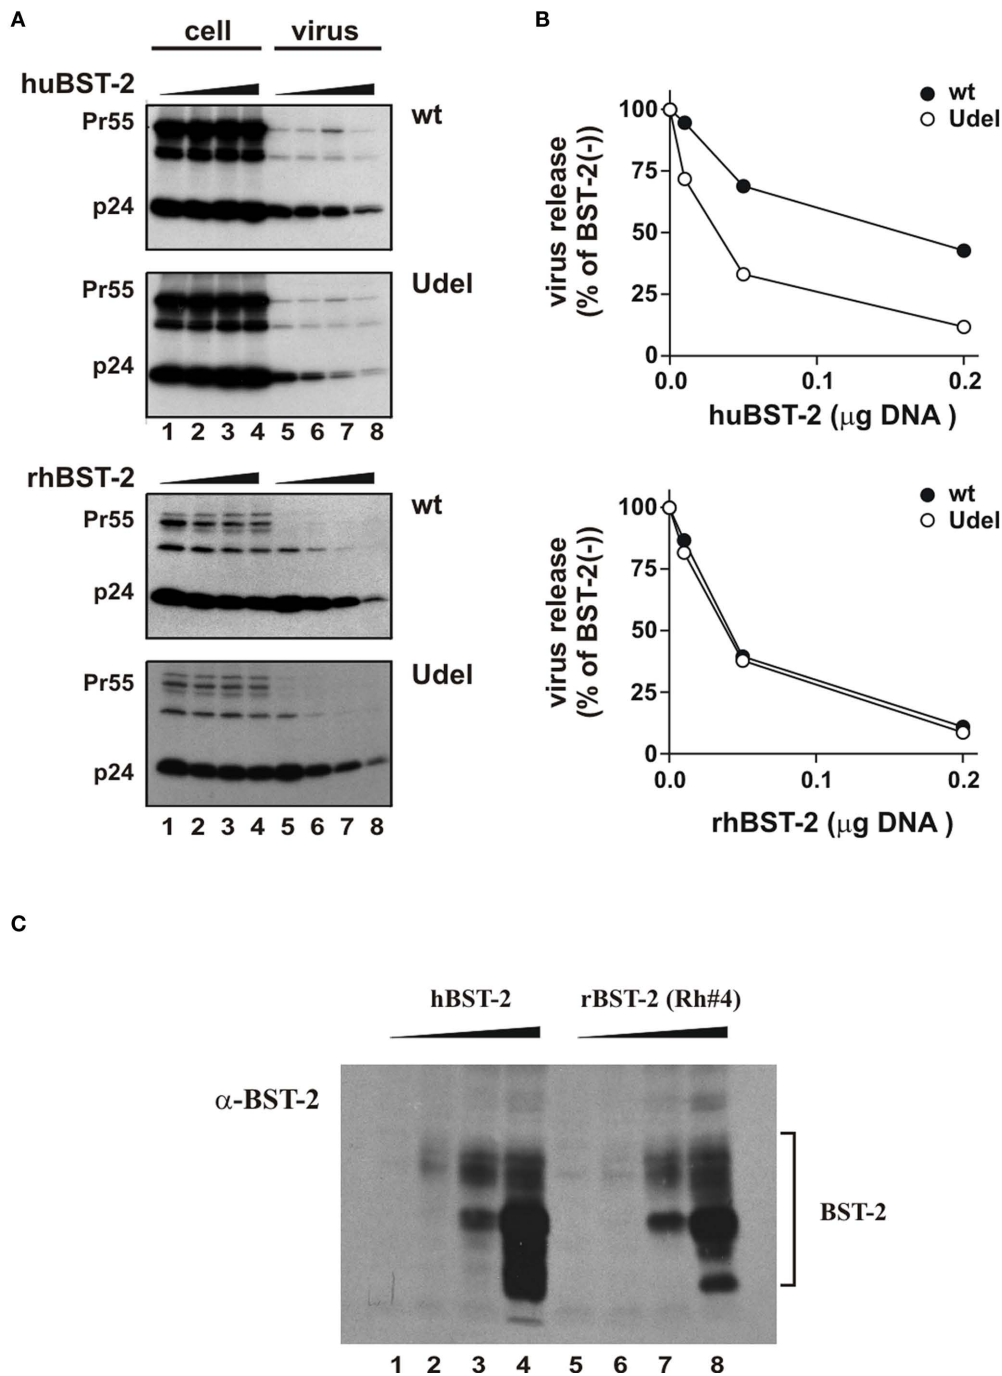 A
cell virus
huBST-2
Pr55
wt
p24
Pr55
Udel
p24
1 2 3 4 5 6 7 8
rhBST-2
Pr55
wt
p24
Pr55
Udel
p24
1 2 3 4 5 6 7 8
B
wt
Udel
virus release
(% of BST-2(-))
100
75
50
25
0
0.0 0.1 0.2
huBST-2 (μg DNA )
wt
Udel
virus release
(% of BST-2(-))
100
75
50
25
0
0.0 0.1 0.2
rhBST-2 (μg DNA )
C
hBST-2 rBST-2 (Rh#4)
α-BST-2
BST-2
1 2 3 4 5 6 7 8